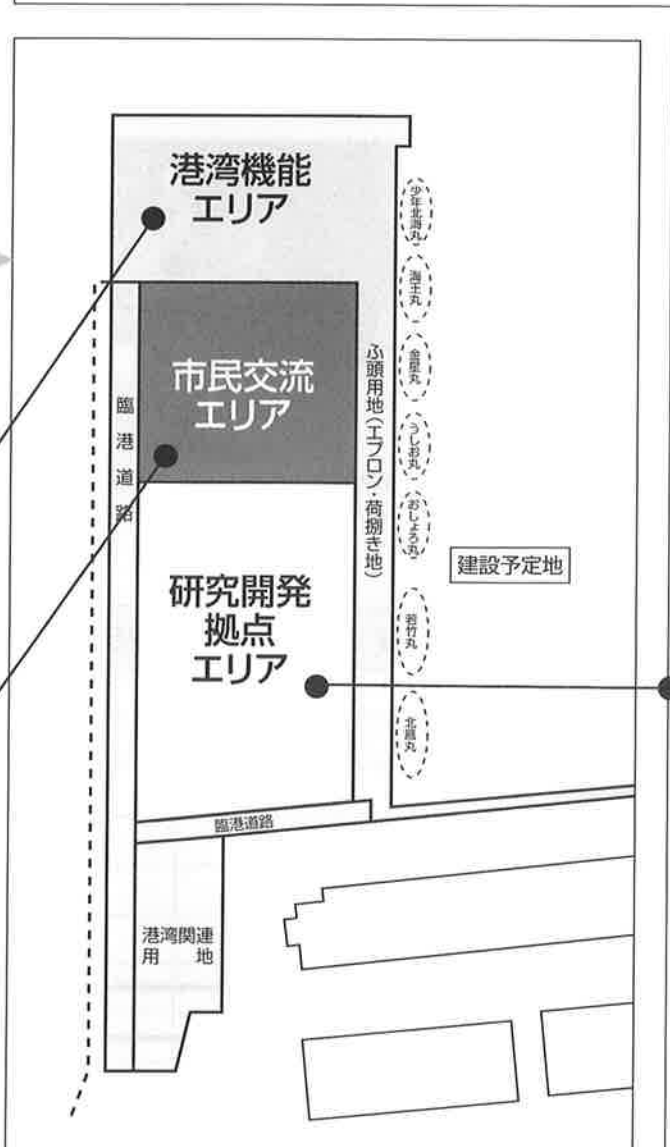 港湾機能
エリア
少年北海丸
海王丸
金星丸
うしお丸
おしょろ丸
若竹丸
北晨丸
市民交流
エリア
ふ頭用地(エプロン・荷捌き地)
臨港道路
研究開発
拠点
エリア
建設予定地
臨港道路
港湾関連
用 地